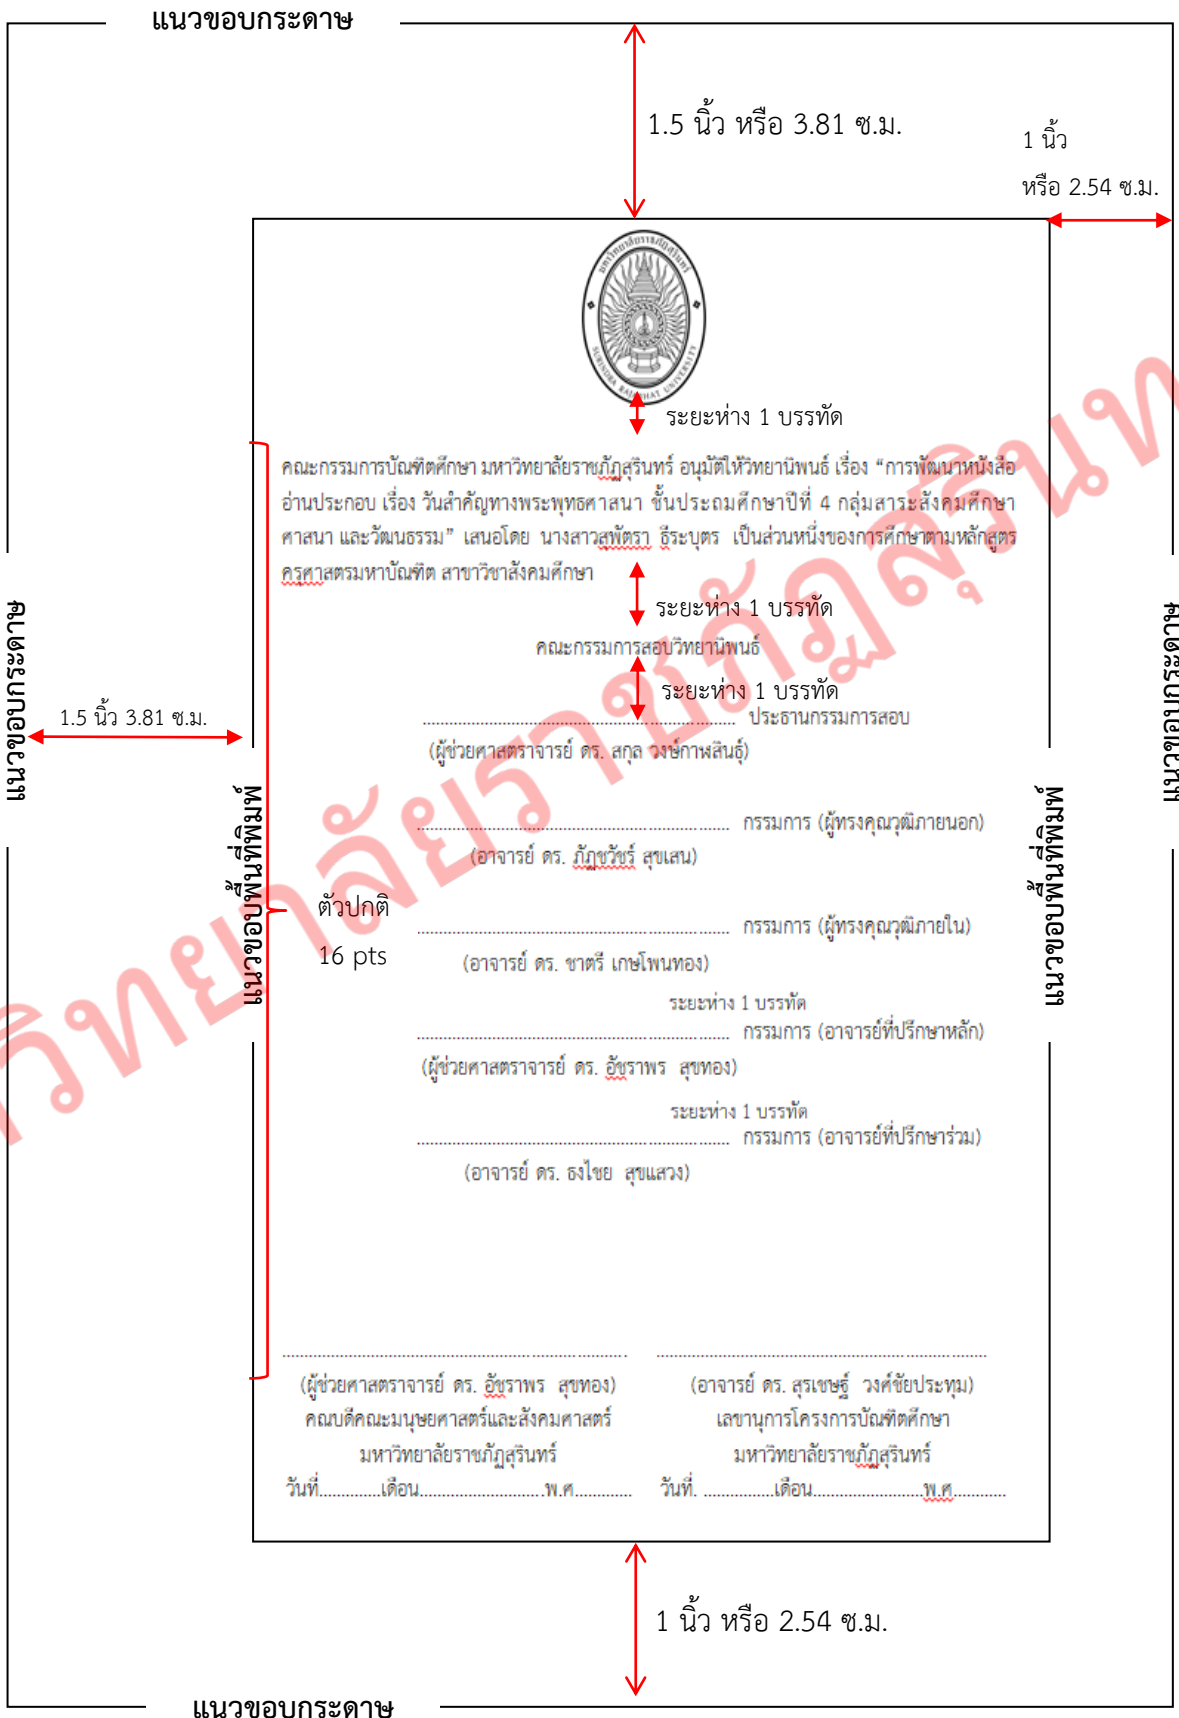 แนวขอบกระดาษ
1.5 นิ้ว หรือ 3.81 ซ.ม.
1 นิ้ว
หรือ 2.54 ซ.ม.
มหาวิทยาลัยราชภัฏสุรินทร์
SURINDRA RAJABHAT UNIVERSITY
ระยะห่าง 1 บรรทัด
คณะกรรมการบัณฑิตศึกษา มหาวิทยาลัยราชภัฏสุรินทร์ อนุมัติให้วิทยานิพนธ์ เรื่อง “การพัฒนาหนังสือ
อ่านประกอบ เรื่อง วันสำคัญทางพระพุทธศาสนา ชั้นประถมศึกษาปีที่ 4 กลุ่มสาระสังคมศึกษา
ศาสนา และวัฒนธรรม” เสนอโดย นางสาวสุพัตรา ธีระบุตร เป็นส่วนหนึ่งของการศึกษาตามหลักสูตร
ครุศาสตรมหาบัณฑิต สาขาวิชาสังคมศึกษา
ระยะห่าง 1 บรรทัด
คณะกรรมการสอบวิทยานิพนธ์
ระยะห่าง 1 บรรทัด
........................................................................ ประธานกรรมการสอบ
(ผู้ช่วยศาสตราจารย์ ดร. สกุล วงษ์กาฬสินธุ์)
........................................................................ กรรมการ (ผู้ทรงคุณวุฒิภายนอก)
(อาจารย์ ดร. ภัฏชวัชร์ สุขเสน)
ตัวปกติ
16 pts
........................................................................ กรรมการ (ผู้ทรงคุณวุฒิภายใน)
(อาจารย์ ดร. ชาตรี เกษโพนทอง)
ระยะห่าง 1 บรรทัด
........................................................................ กรรมการ (อาจารย์ที่ปรึกษาหลัก)
(ผู้ช่วยศาสตราจารย์ ดร. อัชราพร สุขทอง)
ระยะห่าง 1 บรรทัด
........................................................................ กรรมการ (อาจารย์ที่ปรึกษาร่วม)
(อาจารย์ ดร. ธงไชย สุขแสวง)
แนวขอบกระดาษ
1.5 นิ้ว 3.81 ซ.ม.
แนวขอบพื้นที่พิมพ์
แนวขอบพื้นที่พิมพ์
แนวขอบกระดาษ
............................................................................... ............................................................................
(ผู้ช่วยศาสตราจารย์ ดร. อัชราพร สุขทอง) (อาจารย์ ดร. สุรเชษฐ์ วงศ์ชัยประทุม)
คณบดีคณะมนุษยศาสตร์และสังคมศาสตร์ เลขานุการโครงการบัณฑิตศึกษา
มหาวิทยาลัยราชภัฏสุรินทร์ มหาวิทยาลัยราชภัฏสุรินทร์
วันที่..............เดือน.............................พ.ศ............. วันที่. ................เดือน.........................พ.ศ............
1 นิ้ว หรือ 2.54 ซ.ม.
แนวขอบกระดาษ
วิทยาลัยราชภัฏสุรินท